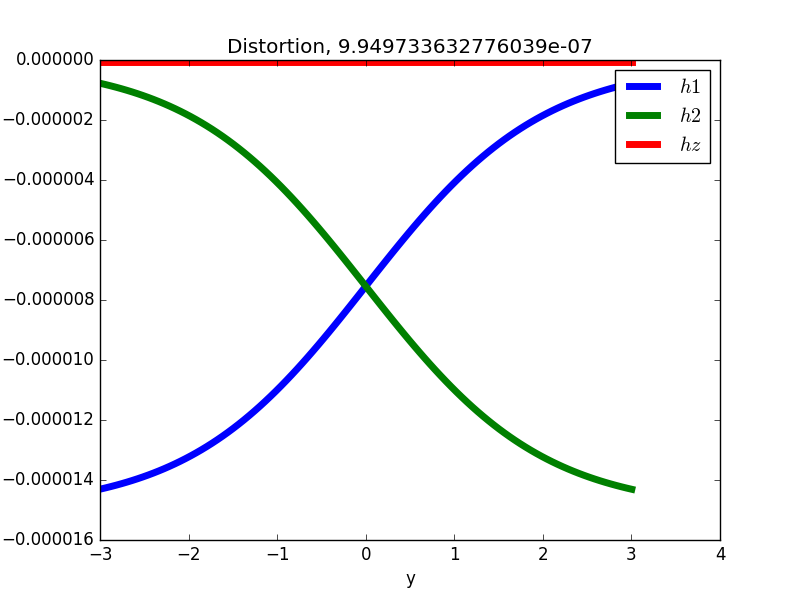 Distortion, 9.949733632776039e-07
0.000000
−0.000002
−0.000004
−0.000006
−0.000008
−0.000010
−0.000012
−0.000014
−0.000016
h1
h2
hz
−3 −2 −1 0 1 2 3 4
y